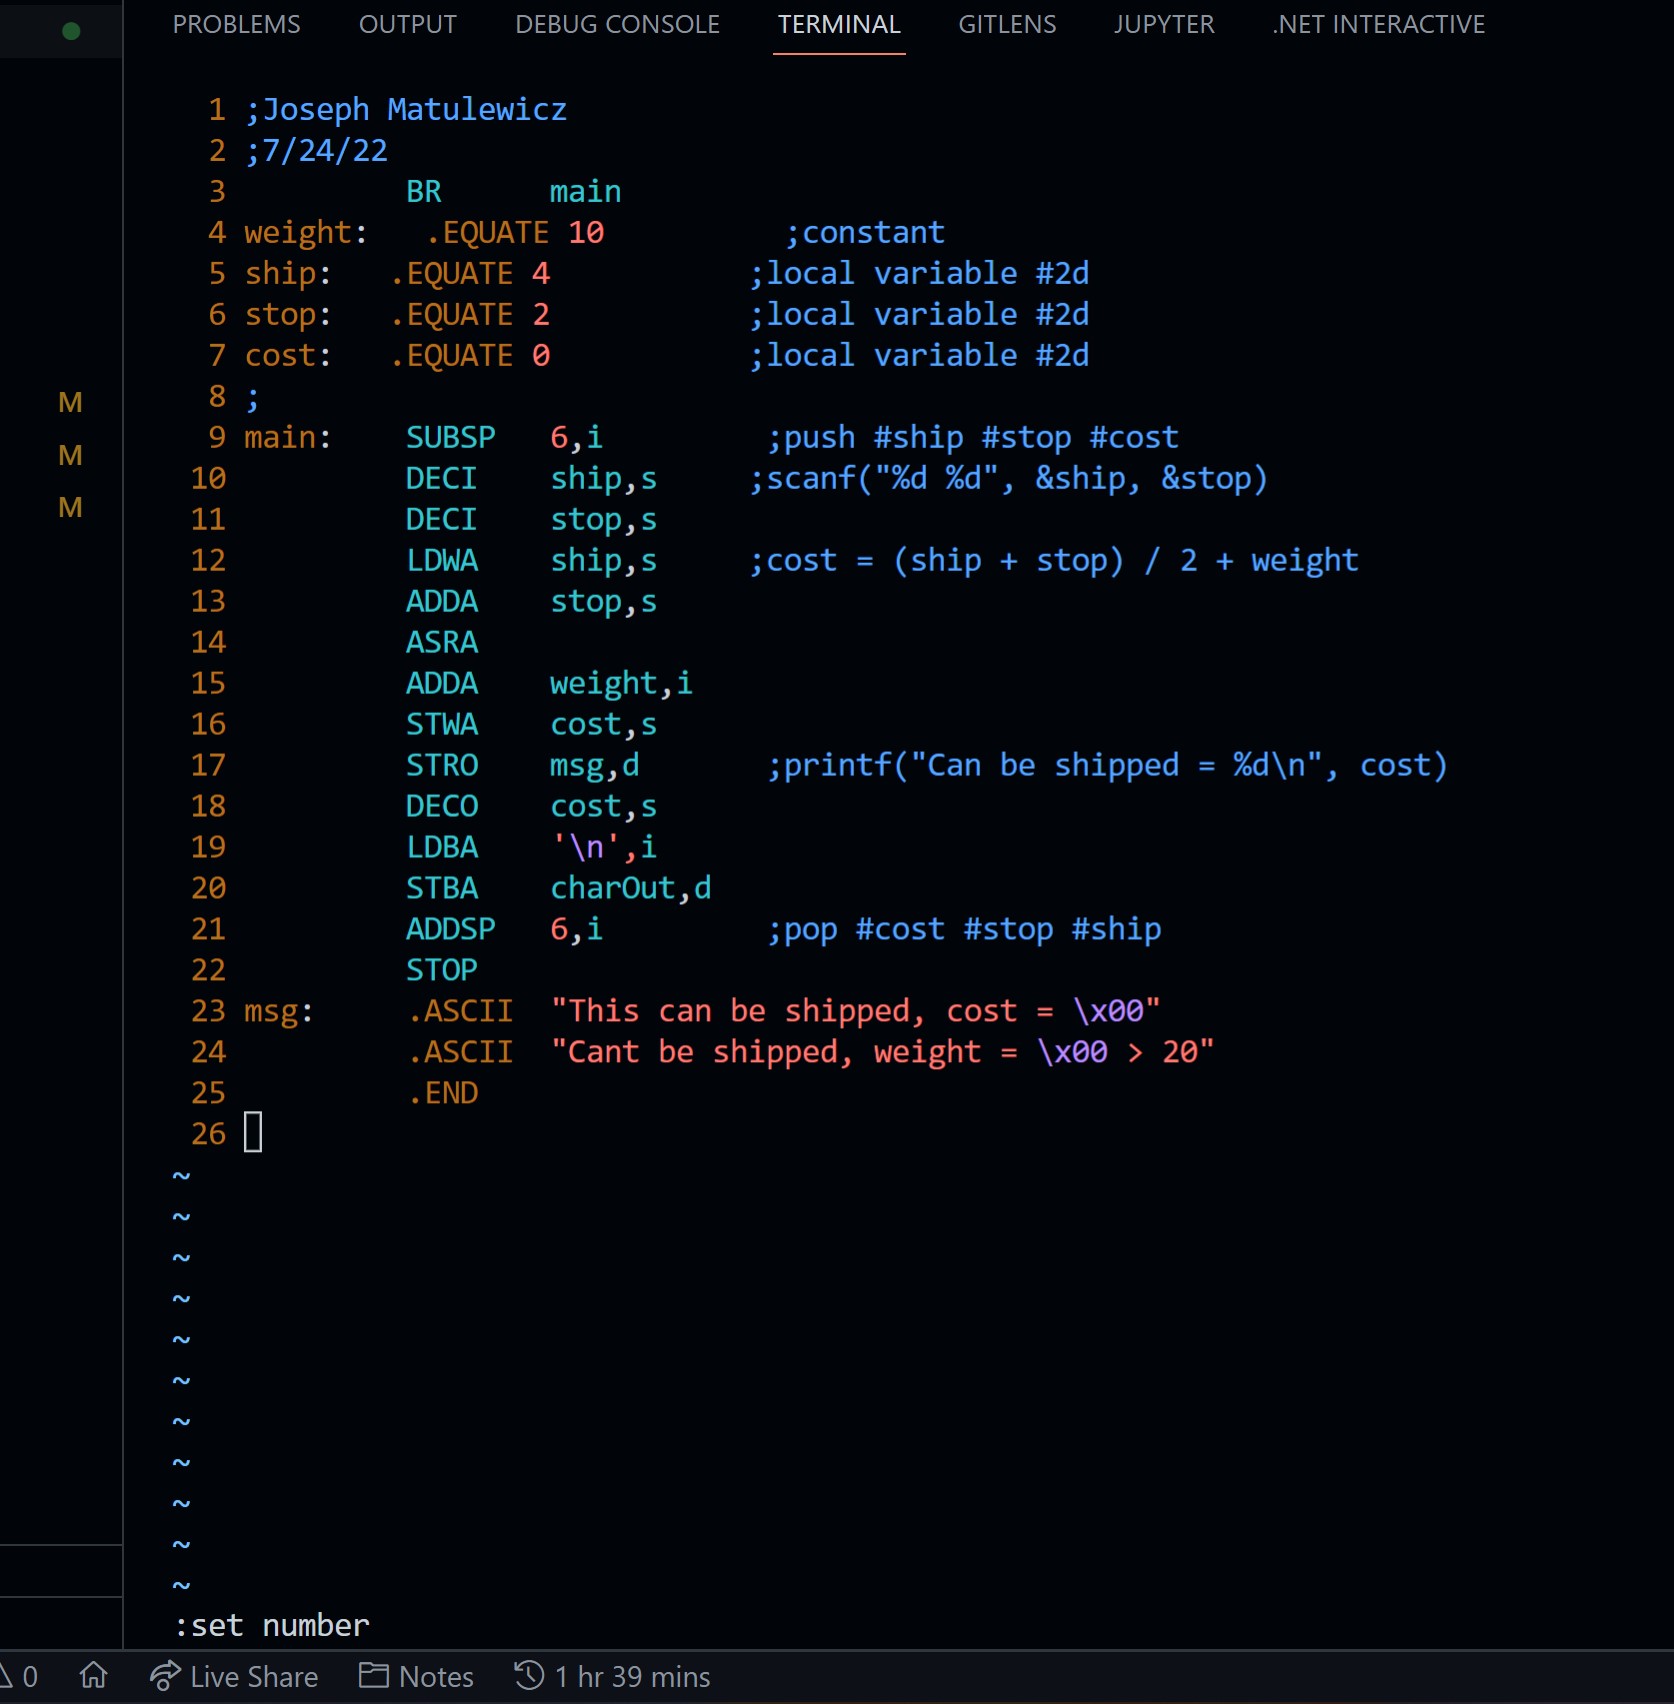 PROBLEMS OUTPUT DEBUG CONSOLE TERMINAL GITLENS JUPYTER .NET INTERACTIVE
1 ;Joseph Matulewicz
2 ;7/24/22
3 BR main
4 weight: .EQUATE 10 ;constant
5 ship: .EQUATE 4 ;local variable #2d
6 stop: .EQUATE 2 ;local variable #2d
7 cost: .EQUATE 0 ;local variable #2d
8 ;
9 main: SUBSP 6,i ;push #ship #stop #cost
M
10 DECI ship,s ;scanf("%d %d", &ship, &stop)
M
11 DECI stop,s
M
12 LDWA ship,s ;cost = (ship + stop) / 2 + weight
13 ADDA stop,s
14 ASRA
15 ADDA weight,i
16 STWA cost,s
17 STRO msg,d ;printf("Can be shipped = %d\n", cost)
18 DECO cost,s
19 LDBA '\n',i
20 STBA charOut,d
21 ADDSP 6,i ;pop #cost #stop #ship
22 STOP
23 msg: .ASCII "This can be shipped, cost = \x00"
24 .ASCII "Cant be shipped, weight = \x00 > 20"
25 .END
26
~
~
~
~
~
~
~
~
~
~
~
:set number
0 Live Share Notes 1 hr 39 mins